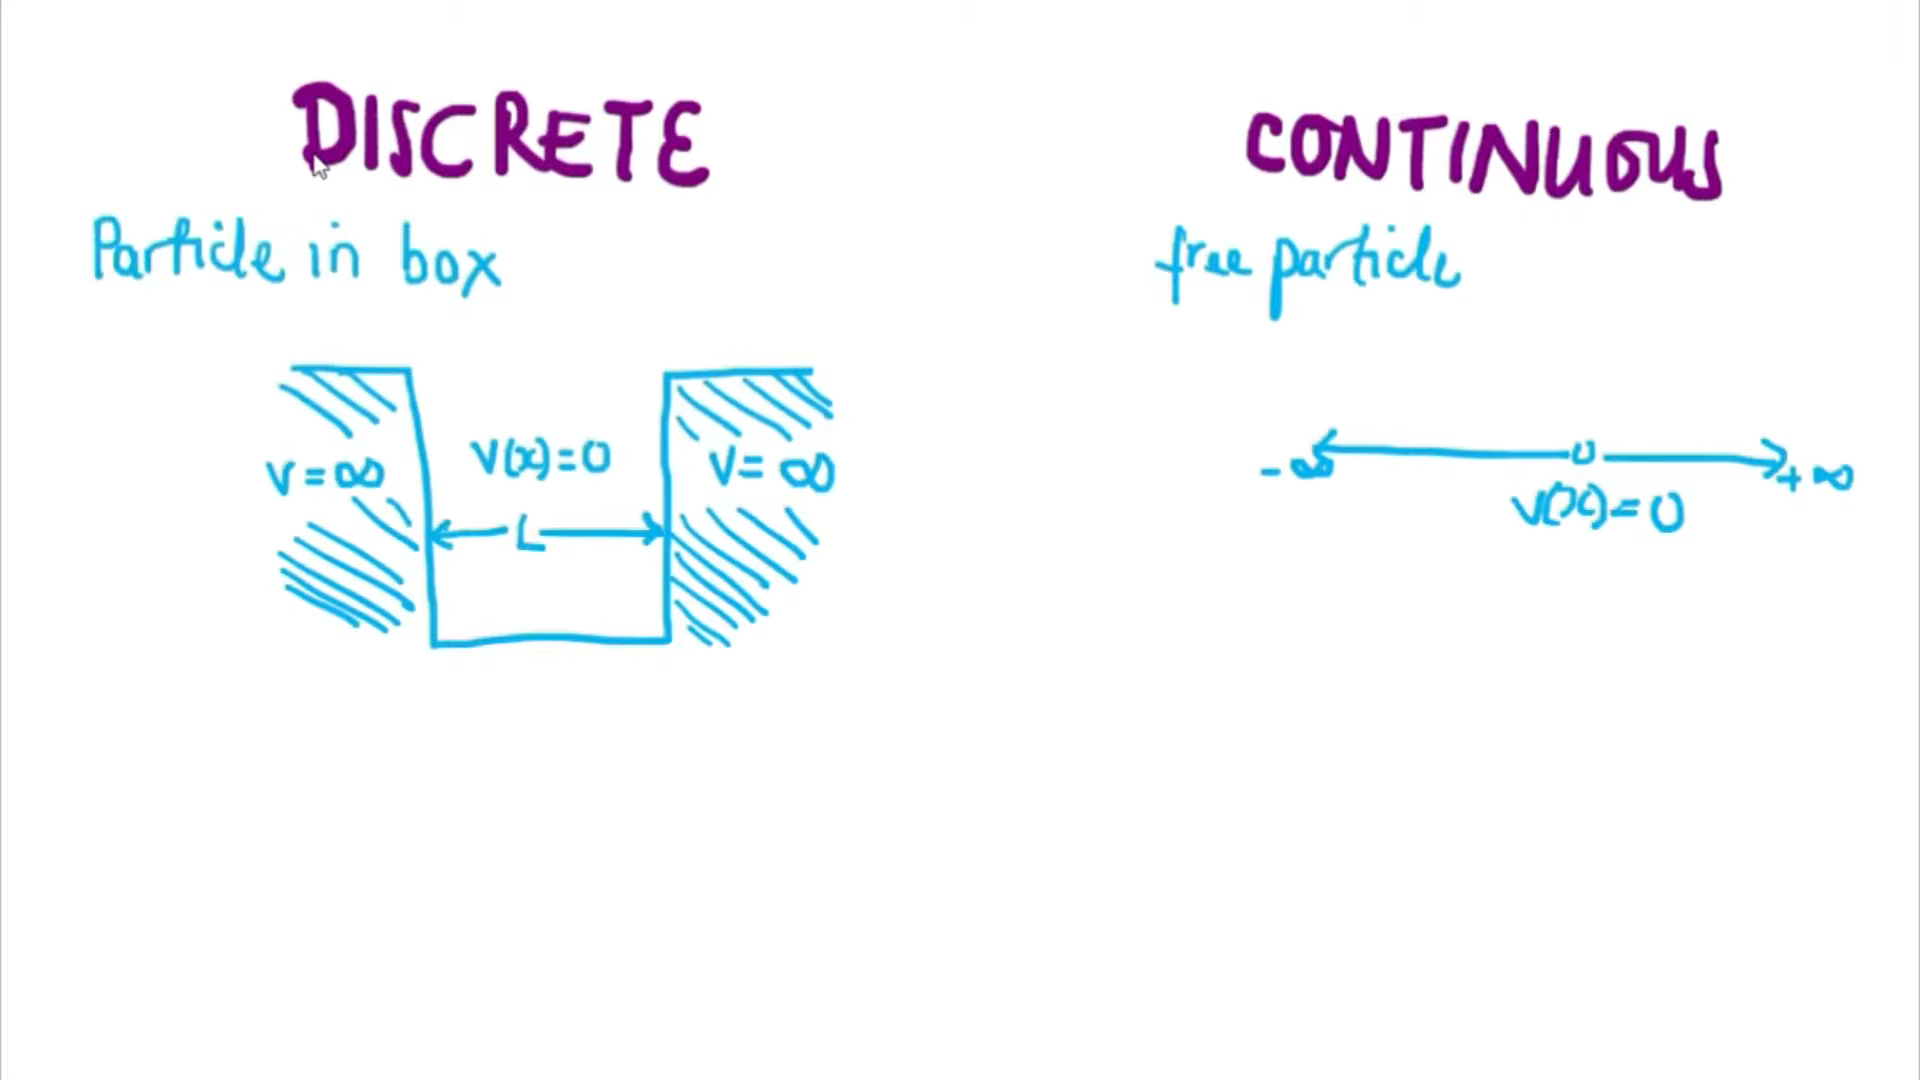 DISCRETE
CONTINUOUS
Particle in box
free particle
V(x)=0
V=∞
V=∞
L
-∞
0
+∞
V(x)=0